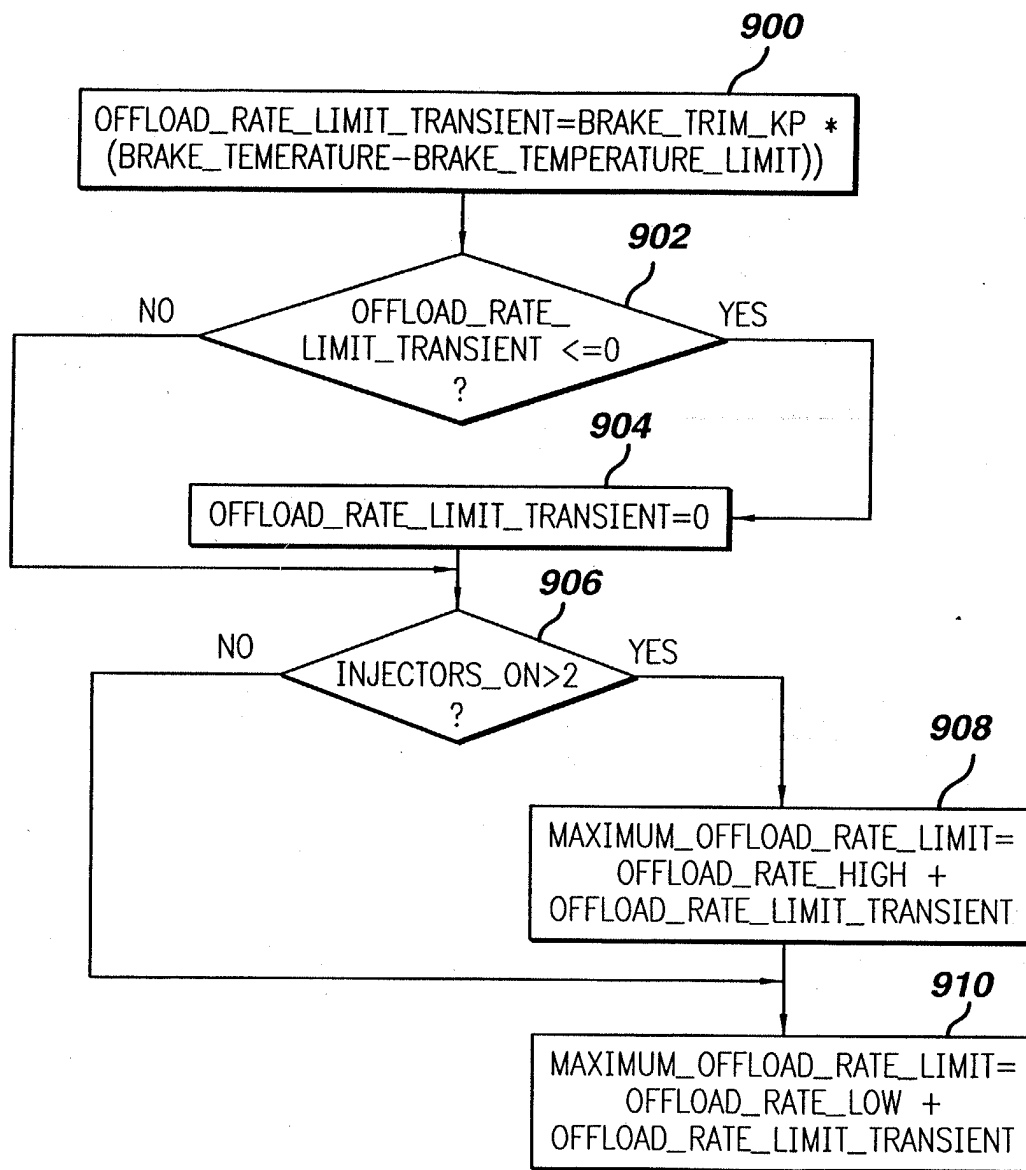 900
OFFLOAD_RATE_LIMIT_TRANSIENT=BRAKE_TRIM_KP *
(BRAKE_TEMERATURE-BRAKE_TEMPERATURE_LIMIT))
902
NO
OFFLOAD_RATE_
LIMIT_TRANSIENT <=0
?
YES
904
OFFLOAD_RATE_LIMIT_TRANSIENT=0
906
NO
INJECTORS_ON>2
?
YES
908
MAXIMUM_OFFLOAD_RATE_LIMIT=
OFFLOAD_RATE_HIGH +
OFFLOAD_RATE_LIMIT_TRANSIENT
910
MAXIMUM_OFFLOAD_RATE_LIMIT=
OFFLOAD_RATE_LOW +
OFFLOAD_RATE_LIMIT_TRANSIENT